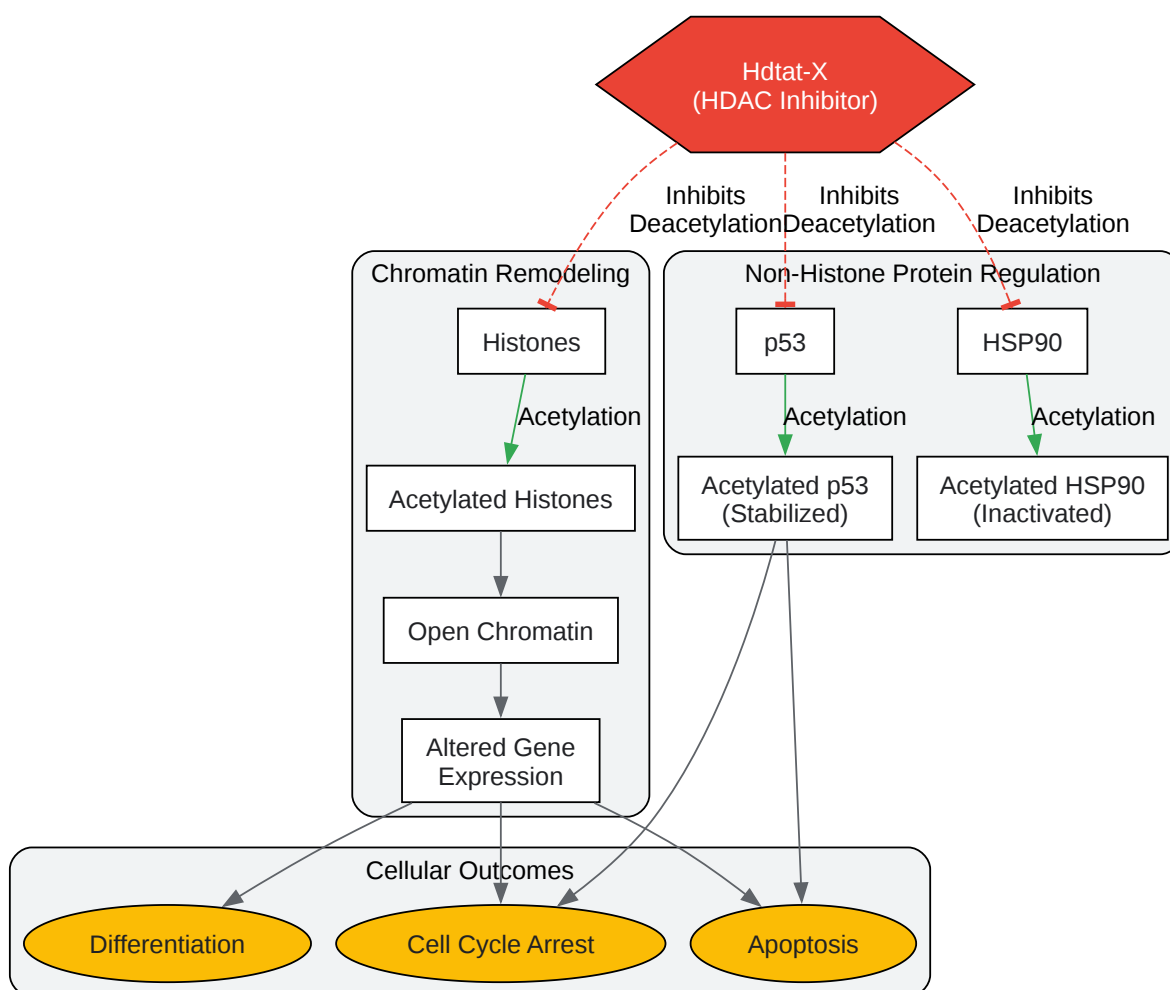 Hdtat-X
(HDAC Inhibitor)
Inhibits
Deacetylation
Inhibits
Deacetylation
Inhibits
Deacetylation
Chromatin Remodeling
Non-Histone Protein Regulation
Histones
p53
HSP90
Acetylation
Acetylation
Acetylation
Acetylated Histones
Acetylated p53
(Stabilized)
Acetylated HSP90
(Inactivated)
Open Chromatin
Altered Gene
Expression
Cellular Outcomes
Differentiation
Cell Cycle Arrest
Apoptosis